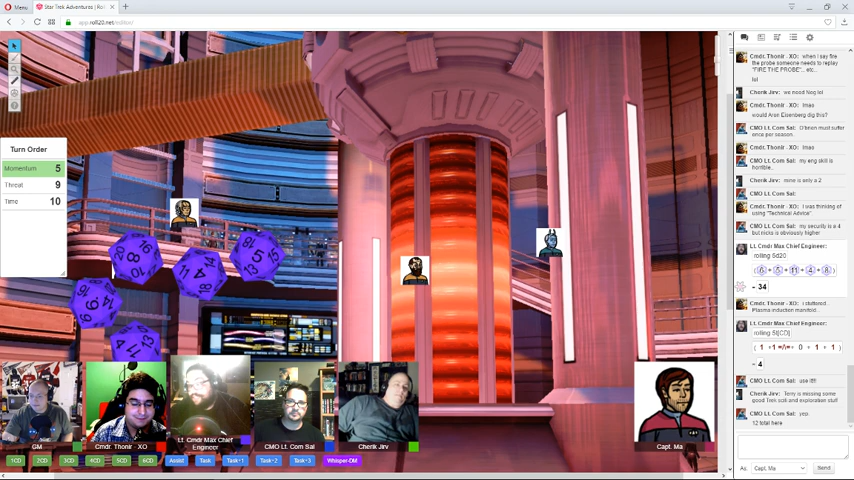 Menu
Star Trek Adventures | Roll
app.roll20.net/editor/
Turn Order
Momentum 5
Threat 9
Time 10
Cmdr. Thonir - XO: when I say
fire the probe someone needs to replay
"FIRE THE PROBE"... etc...
lol
Cherik Jirv: we need Nog lol
Cmdr. Thonir - XO: lmao
would Aron Eisenberg dig this?
CMO Lt. Com Sal: O'brien must suffer
once per season.
Cmdr. Thonir - XO: lmao
CMO Lt. Com Sal: my eng skill is
horrible.
Cherik Jirv: mine is only a 2
CMO Lt. Com Sal:
Cmdr. Thonir - XO: I was thinking of
using "Technical Advice"
CMO Lt. Com Sal: my security is a 4
but nicks is obviously higher
Lt. Cmdr Max Chief Engineer:
rolling 5d20
(6+5+11+4+8)
= 34
Cmdr. Thonir - XO: I stuttered..
Plasma induction manifold..
Lt. Cmdr Max Chief Engineer:
= 4
CMO Lt. Com Sal: use it!!!
Cherik Jirv: Terry is missing some
good Trek scifi and exploration stuff
CMO Lt. Com Sal: yep.
12 total here
GM
Cmdr. Thonir - XO
Lt. Cmdr Max Chief
Engineer
CMO Lt. Com Sal
Cherik Jirv
Capt. Ma
1CD 2CD 3CD 4CD 5CD 6CD Assist Task Task+1 Task+2 Task+3 Whisper-GM
As: Capt. Ma Send